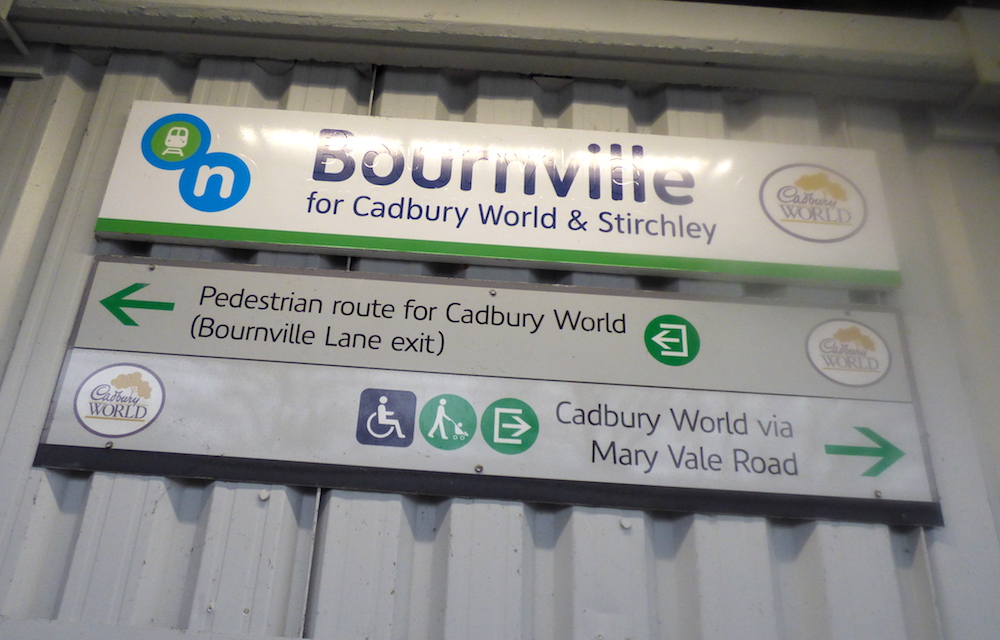 n
Bournville
for Cadbury World & Stirchley
Cadbury
WORLD
Pedestrian route for Cadbury World
(Bournville Lane exit)
Cadbury
WORLD
Cadbury
WORLD
Cadbury World via
Mary Vale Road